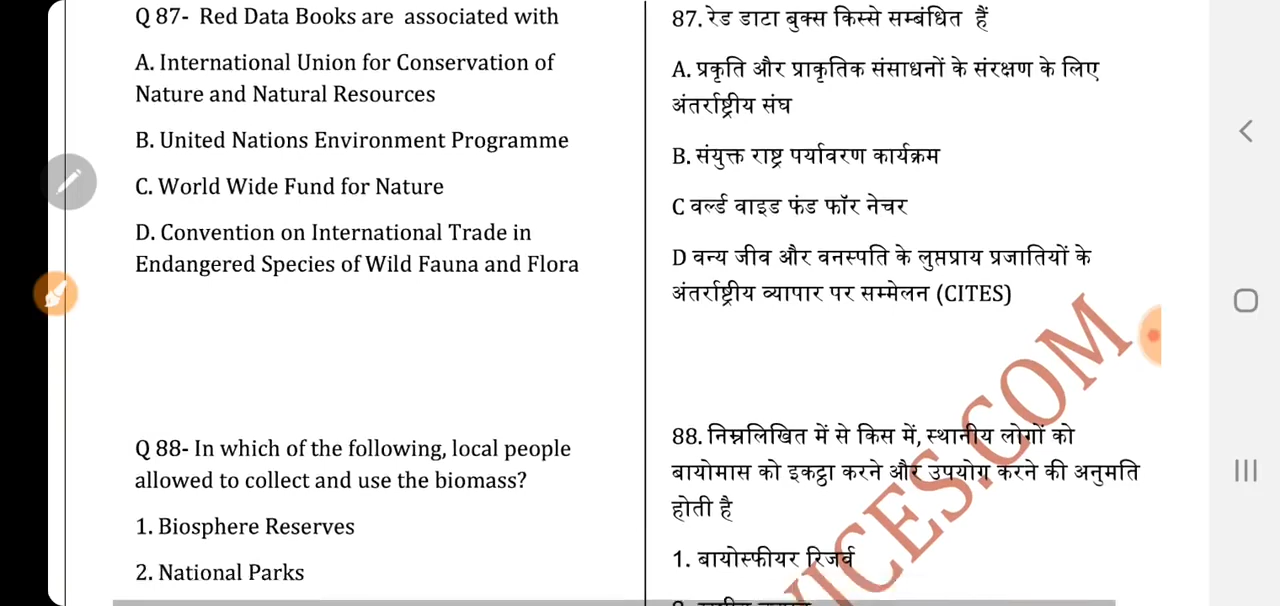 Q 87- Red Data Books are associated with
A. International Union for Conservation of
Nature and Natural Resources
B. United Nations Environment Programme
C. World Wide Fund for Nature
D. Convention on International Trade in
Endangered Species of Wild Fauna and Flora
Q 88- In which of the following, local people
allowed to collect and use the biomass?
1. Biosphere Reserves
2. National Parks
87. रेड डाटा बुक्स किस्से सम्बंधित हैं
A. प्रकृति और प्राकृतिक संसाधनों के संरक्षण के लिए
अंतर्राष्ट्रीय संघ
B. संयुक्त राष्ट्र पर्यावरण कार्यक्रम
C वर्ल्ड वाइड फंड फॉर नेचर
D वन्य जीव और वनस्पति के लुप्तप्राय प्रजातियों के
अंतर्राष्ट्रीय व्यापार पर सम्मेलन (CITES)
88. निम्नलिखित में से किस में, स्थानीय लोगों को
बायोमास को इकट्ठा करने और उपयोग करने की अनुमति
होती है
1. बायोस्फीयर रिजर्व
VICES.COM